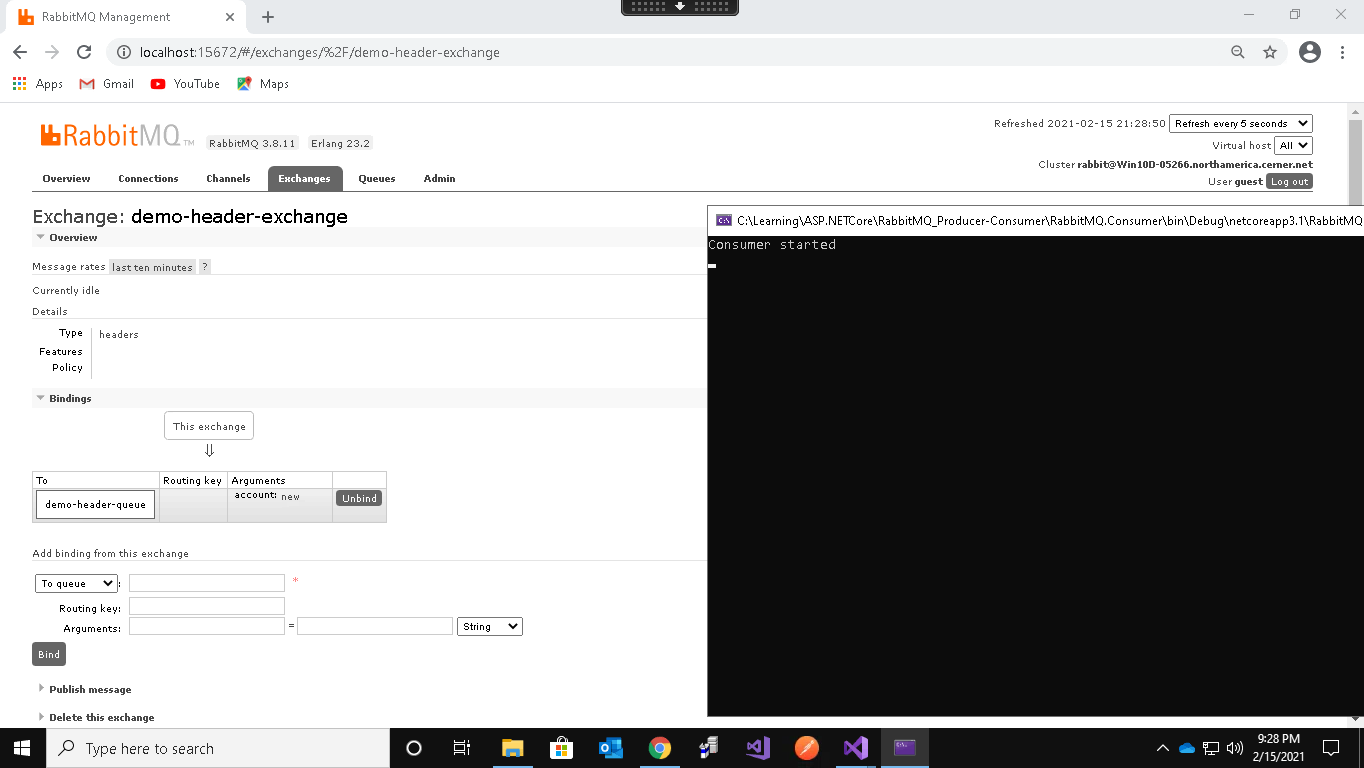 RabbitMQ Management
localhost:15672/#/exchanges/%2F/demo-header-exchange
Apps Gmail YouTube Maps
RabbitMQ TM RabbitMQ 3.8.11 Erlang 23.2
Refreshed 2021-02-15 21:28:50 Refresh every 5 seconds
Virtual host All
Cluster rabbit@Win10D-05266.northamerica.cerner.net
User guest Log out
Overview Connections Channels Exchanges Queues Admin
Exchange: demo-header-exchange
Overview
Message rates last ten minutes ?
Currently idle
Details
Type headers
Features
Policy
Bindings
This exchange
⇓
To Routing key Arguments
demo-header-queue account: new Unbind
Add binding from this exchange
To queue : *
Routing key:
Arguments: = String
Bind
Publish message
Delete this exchange
C:\Learning\ASP.NETCore\RabbitMQ_Producer-Consumer\RabbitMQ.Consumer\bin\Debug\netcoreapp3.1\RabbitMQ
Consumer started
Type here to search
9:28 PM
2/15/2021